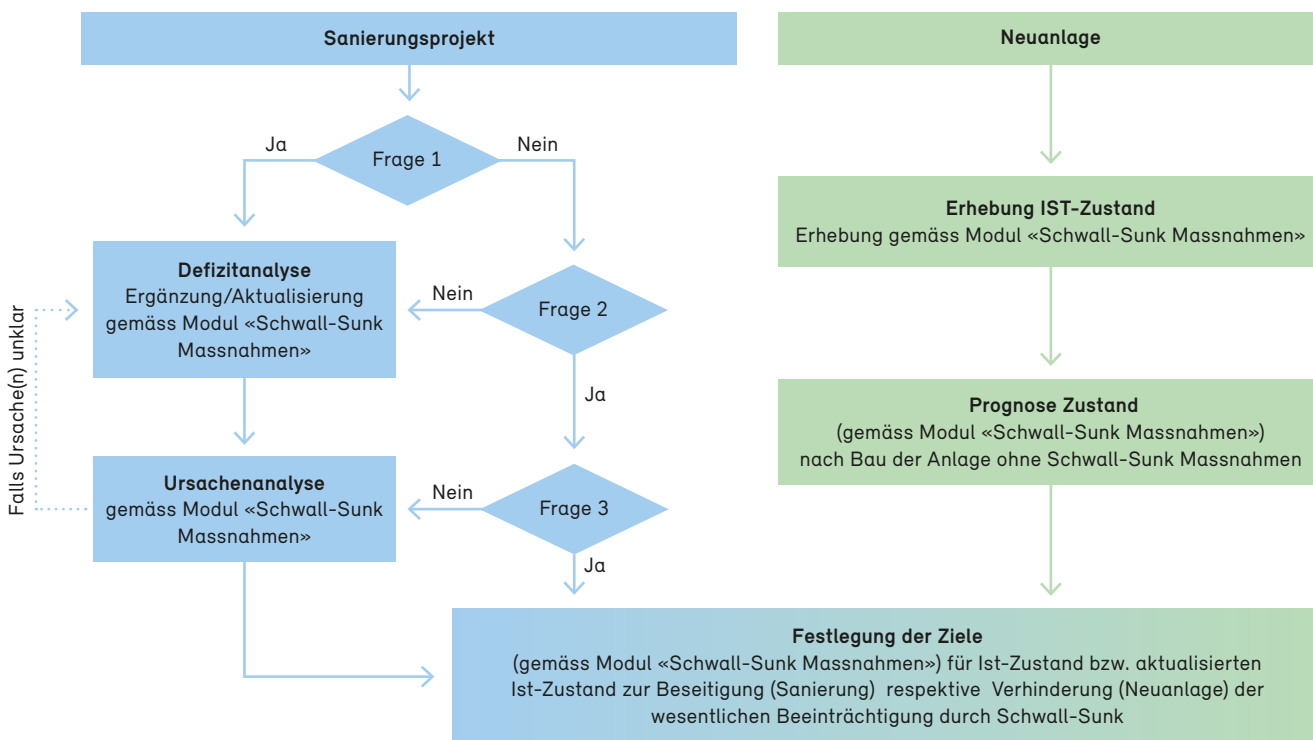 Sanierungsprojekt
Neuanlage
Ja
Nein
Frage 1
Erhebung IST-Zustand
Erhebung gemäss Modul «Schwall-Sunk Massnahmen»
Defizitanalyse
Ergänzung/Aktualisierung
gemäss Modul «Schwall-Sunk
Massnahmen»
Nein
Frage 2
Falls Ursache(n) unklar
Ja
Prognose Zustand
(gemäss Modul «Schwall-Sunk Massnahmen»)
nach Bau der Anlage ohne Schwall-Sunk Massnahmen
Ursachenanalyse
gemäss Modul «Schwall-Sunk
Massnahmen»
Nein
Frage 3
Ja
Festlegung der Ziele
(gemäss Modul «Schwall-Sunk Massnahmen») für Ist-Zustand bzw. aktualisierten
Ist-Zustand zur Beseitigung (Sanierung) respektive Verhinderung (Neuanlage) der
wesentlichen Beeinträchtigung durch Schwall-Sunk